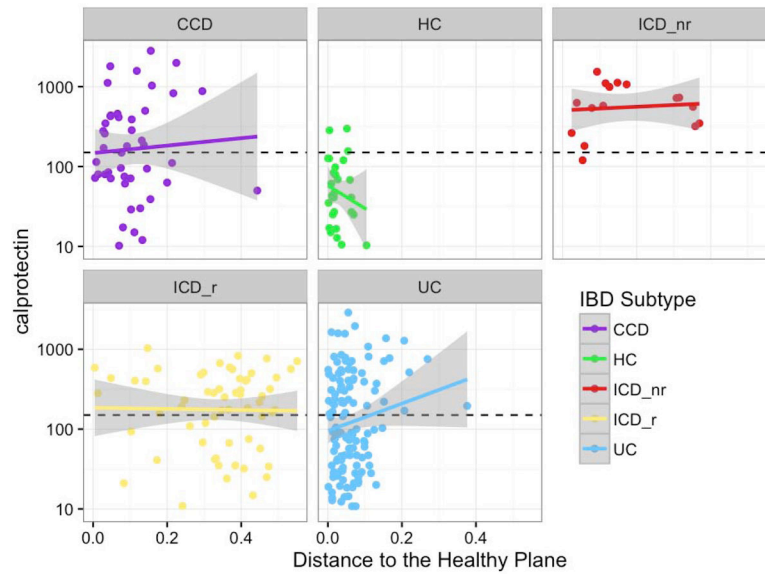 CCD
HC
ICD_nr
1000
100
10
calprotectin
ICD_r
UC
1000
100
10
0.0 0.2 0.4
0.0 0.2 0.4
Distance to the Healthy Plane
IBD Subtype
CCD
HC
ICD_nr
ICD_r
UC